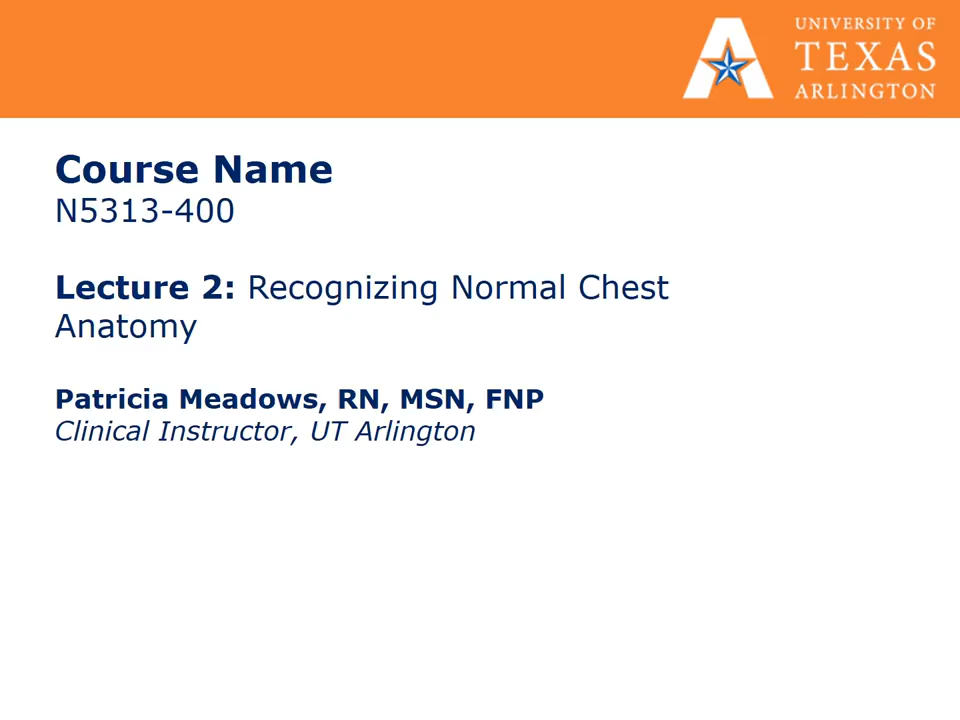 UNIVERSITY OF
TEXAS
ARLINGTON
Course Name
N5313-400
Lecture 2: Recognizing Normal Chest
Anatomy
Patricia Meadows, RN, MSN, FNP
Clinical Instructor, UT Arlington